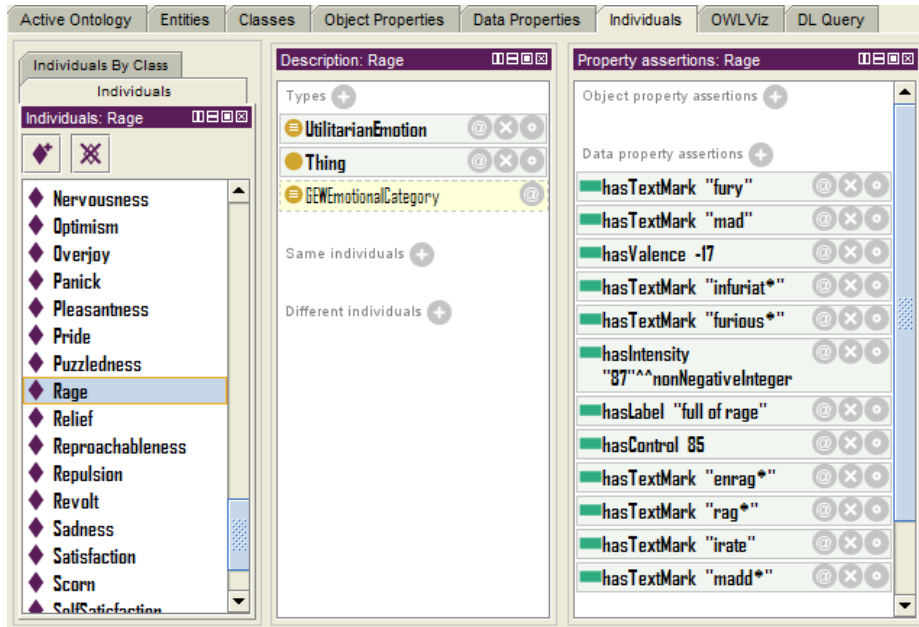 Active Ontology
Entities
Classes
Object Properties
Data Properties
Individuals
OWLViz
DL Query
Individuals By Class
Individuals
Individuals: Rage
Nervousness
Optimism
Overjoy
Panick
Pleasantness
Pride
Puzzledness
Rage
Relief
Reproachableness
Repulsion
Revolt
Sadness
Satisfaction
Scorn
SelfSatisfaction
Description: Rage
Types
UtilitarianEmotion
Thing
GEWEmotionalCategory
Same individuals
Different individuals
Property assertions: Rage
Object property assertions
Data property assertions
hasTextMark "fury"
hasTextMark "mad"
hasValence -17
hasTextMark "infuriat*"
hasTextMark "furious*"
hasIntensity
"87"^^nonNegativeInteger
hasLabel "full of rage"
hasControl 85
hasTextMark "enrag*"
hasTextMark "rag*"
hasTextMark "irate"
hasTextMark "madd*"